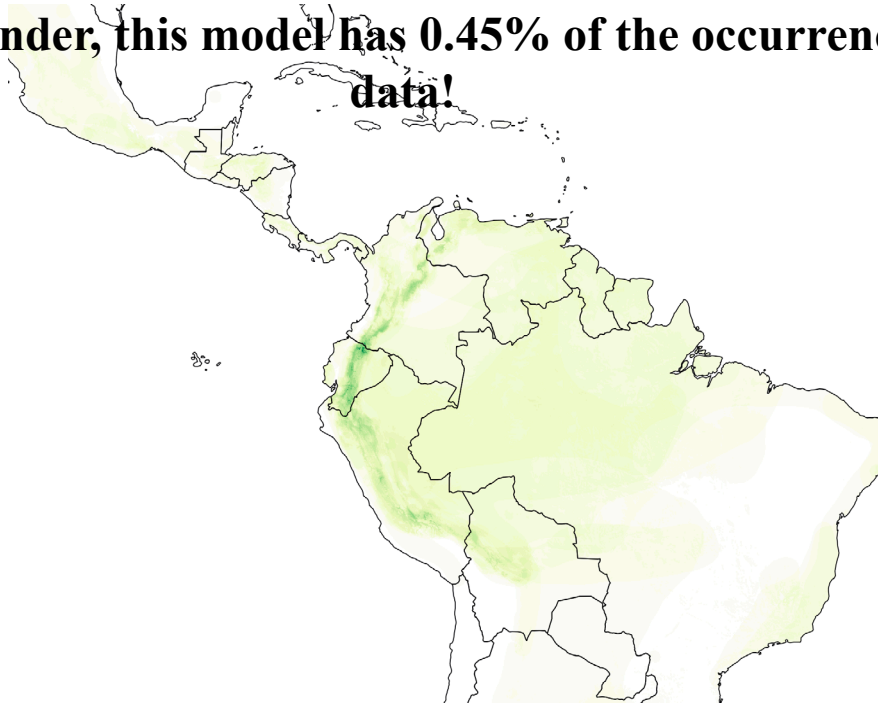 nder, this model has 0.45% of the occurrenc
data!